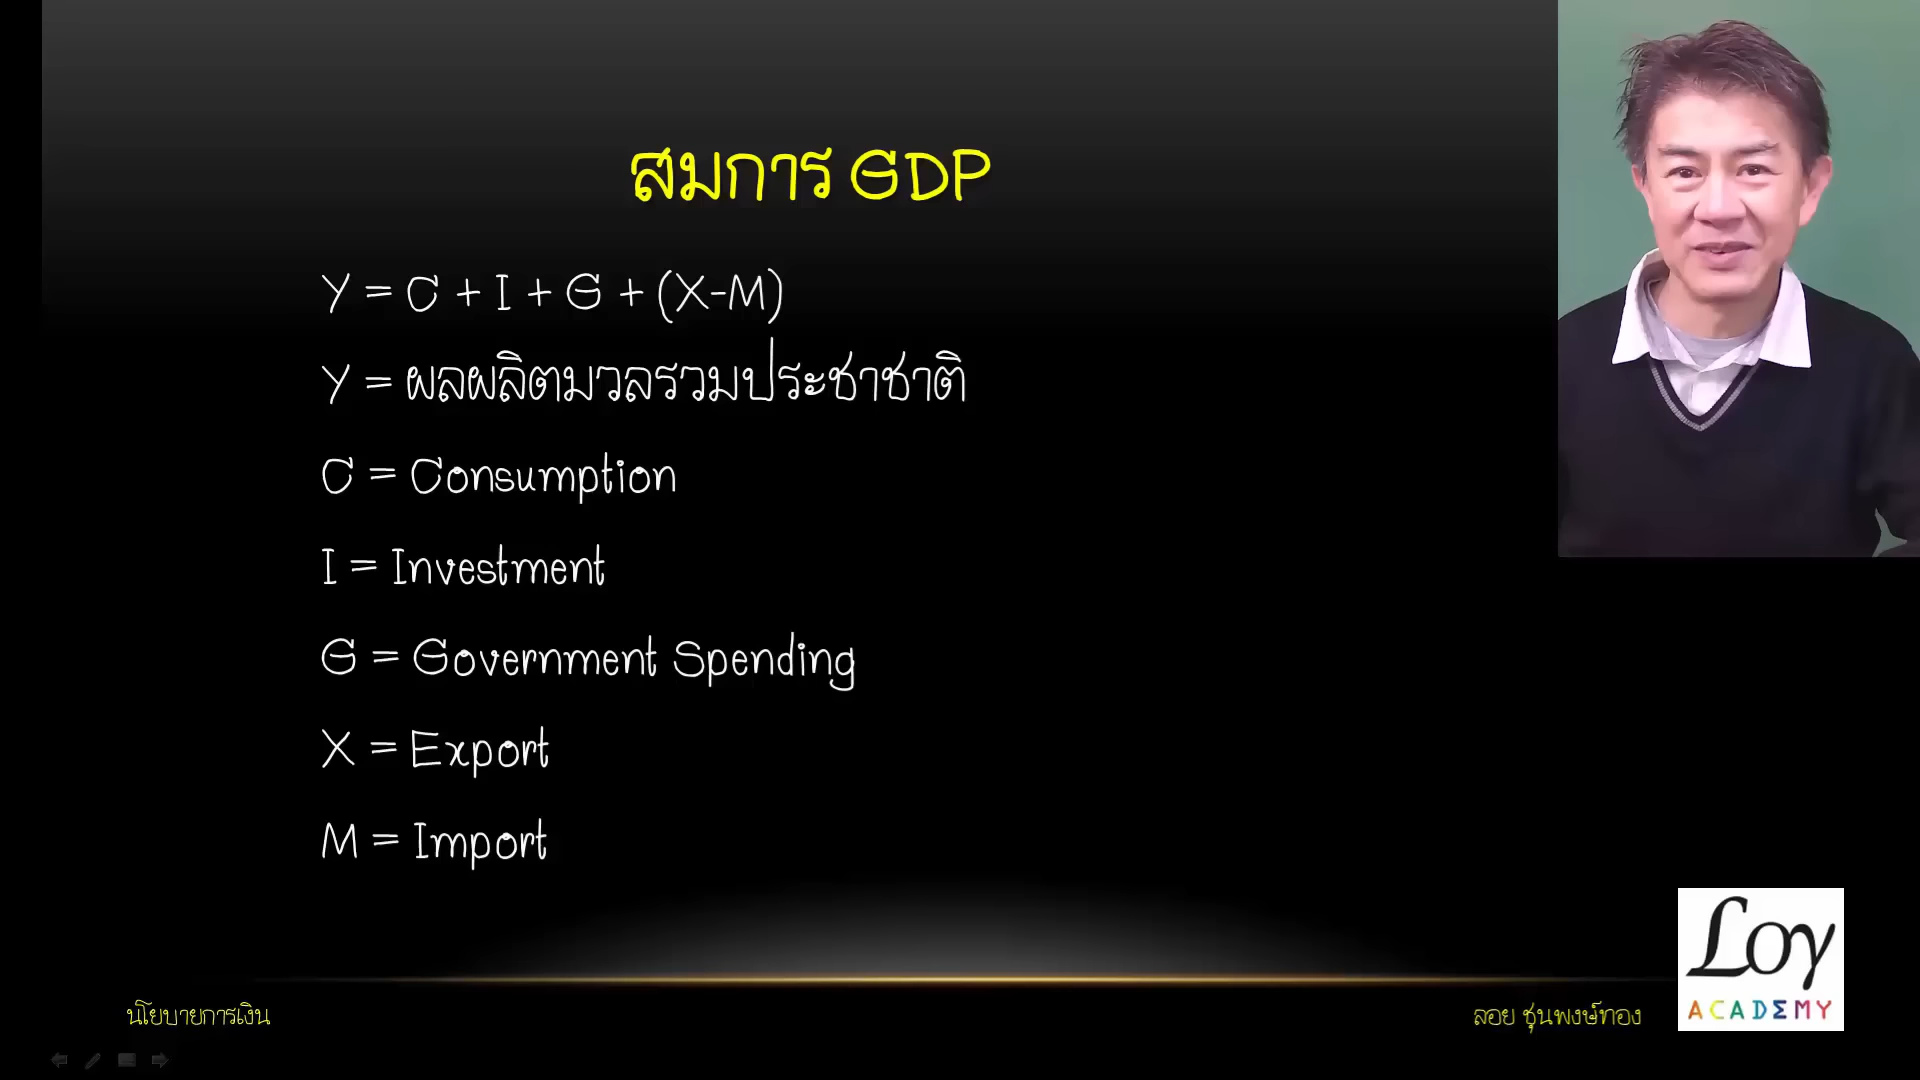 สมการ GDP
Y = C + I + G + (X-M)
Y = ผลผลิตมวลรวมประชาชาติ
C = Consumption
I = Investment
G = Government Spending
X = Export
M = Import
นโยบายการเงิน
ลอย ชุนพงษ์ทอง
Loy
ACADEMY